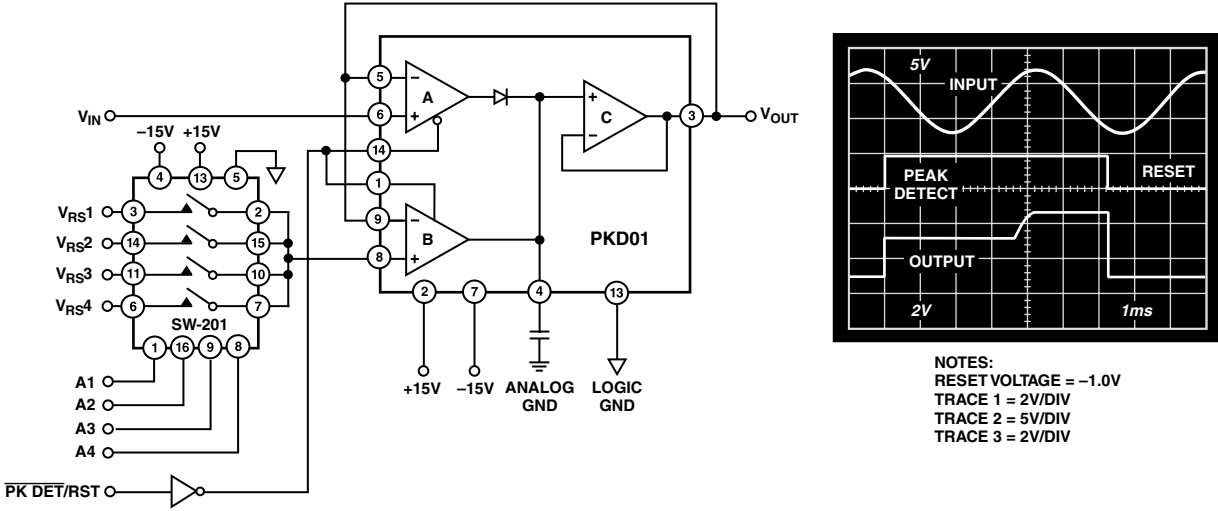 5
−
A
6
+
14
1
9
−
B
8
+
+
C
−
3
VOUT
PKD01
2
7
4
13
+15V
−15V
ANALOG
GND
LOGIC
GND
VIN
−15V
+15V
4
13
5
VRS1
3
2
VRS2
14
15
VRS3
11
10
VRS4
6
7
SW-201
1
16
9
8
A1
A2
A3
A4
PK DET/RST
5V
INPUT
PEAK
DETECT
RESET
OUTPUT
2V
1ms
NOTES:
RESET VOLTAGE = –1.0V
TRACE 1 = 2V/DIV
TRACE 2 = 5V/DIV
TRACE 3 = 2V/DIV